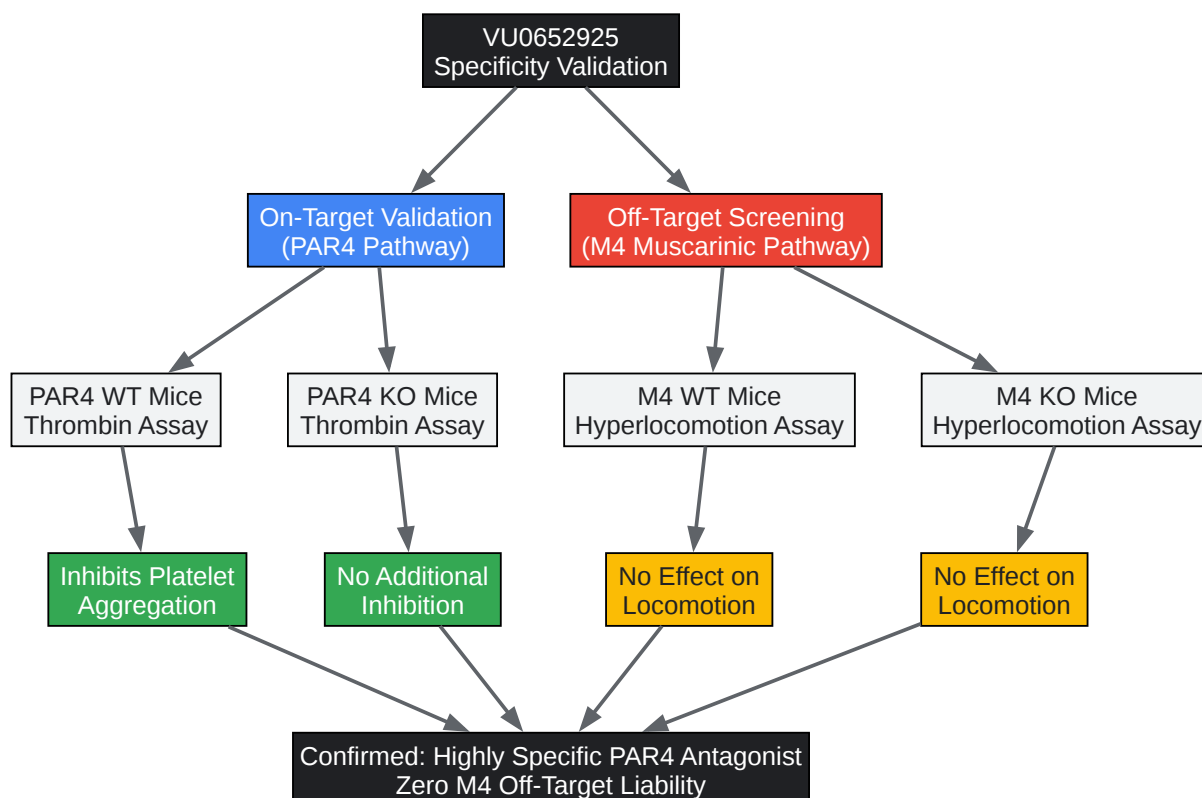 VU0652925
Specificity Validation
On-Target Validation
(PAR4 Pathway)
Off-Target Screening
(M4 Muscarinic Pathway)
PAR4 WT Mice
Thrombin Assay
PAR4 KO Mice
Thrombin Assay
M4 WT Mice
Hyperlocomotion Assay
M4 KO Mice
Hyperlocomotion Assay
Inhibits Platelet
Aggregation
No Additional
Inhibition
No Effect on
Locomotion
No Effect on
Locomotion
Confirmed: Highly Specific PAR4 Antagonist
Zero M4 Off-Target Liability